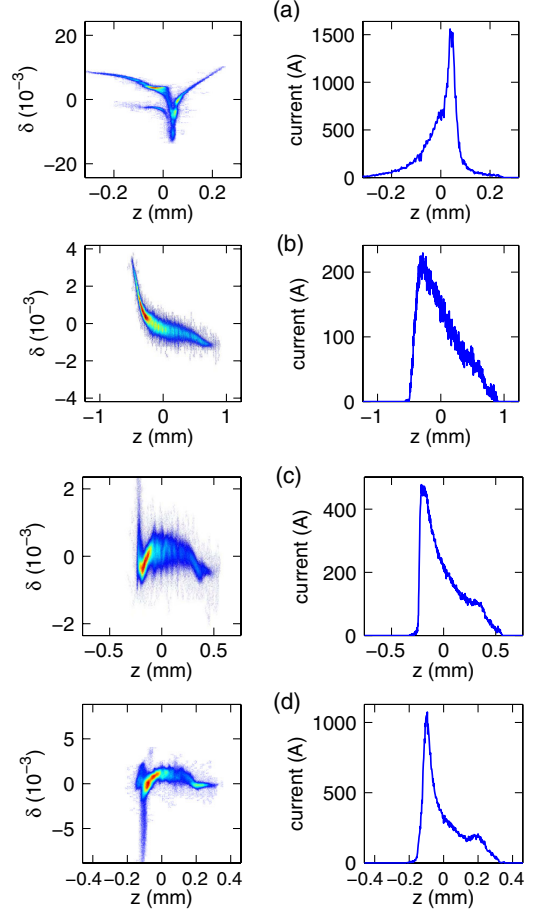 (a)
20
0
−20
δ (10⁻³)
−0.2 0 0.2
z (mm)
1500
1000
500
0
current (A)
−0.2 0 0.2
z (mm)
(b)
4
2
0
−2
−4
δ (10⁻³)
−1 0 1
z (mm)
200
100
0
current (A)
−1 0 1
z (mm)
(c)
2
0
−2
δ (10⁻³)
−0.5 0 0.5
z (mm)
400
200
0
current (A)
−0.5 0 0.5
z (mm)
(d)
5
0
−5
δ (10⁻³)
−0.4 −0.2 0 0.2 0.4
z (mm)
1000
500
0
current (A)
−0.4 −0.2 0 0.2 0.4
z (mm)